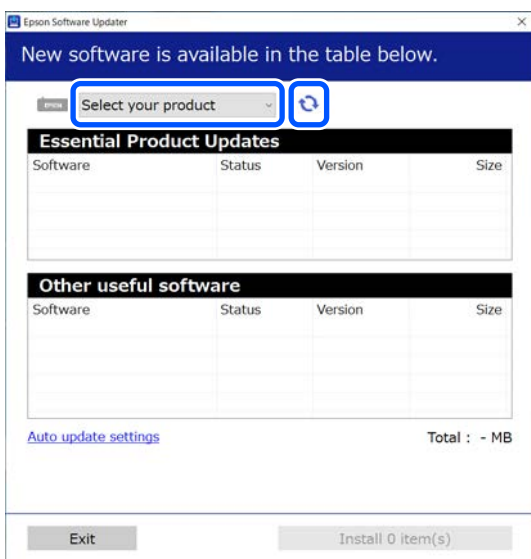 Epson Software Updater
New software is available in the table below.
EPSON Select your product
Essential Product Updates
Software Status Version Size
Other useful software
Software Status Version Size
Auto update settings Total : - MB
Exit Install 0 item(s)